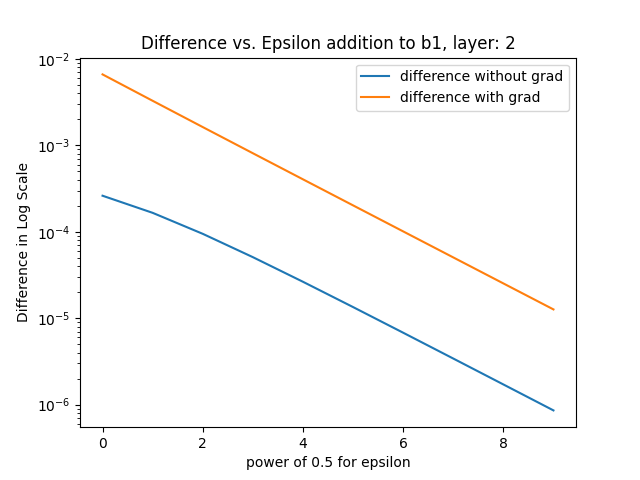 Difference vs. Epsilon addition to b1, layer: 2
difference without grad
difference with grad
Difference in Log Scale
10⁻²
10⁻³
10⁻⁴
10⁻⁵
10⁻⁶
0 2 4 6 8
power of 0.5 for epsilon